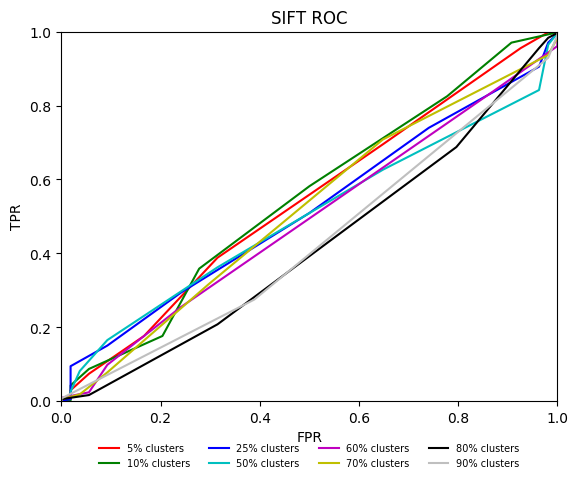 SIFT ROC
1.0
0.8
0.6
0.4
0.2
0.0
TPR
0.0 0.2 0.4 0.6 0.8 1.0
FPR
5% clusters 25% clusters 60% clusters 80% clusters
10% clusters 50% clusters 70% clusters 90% clusters